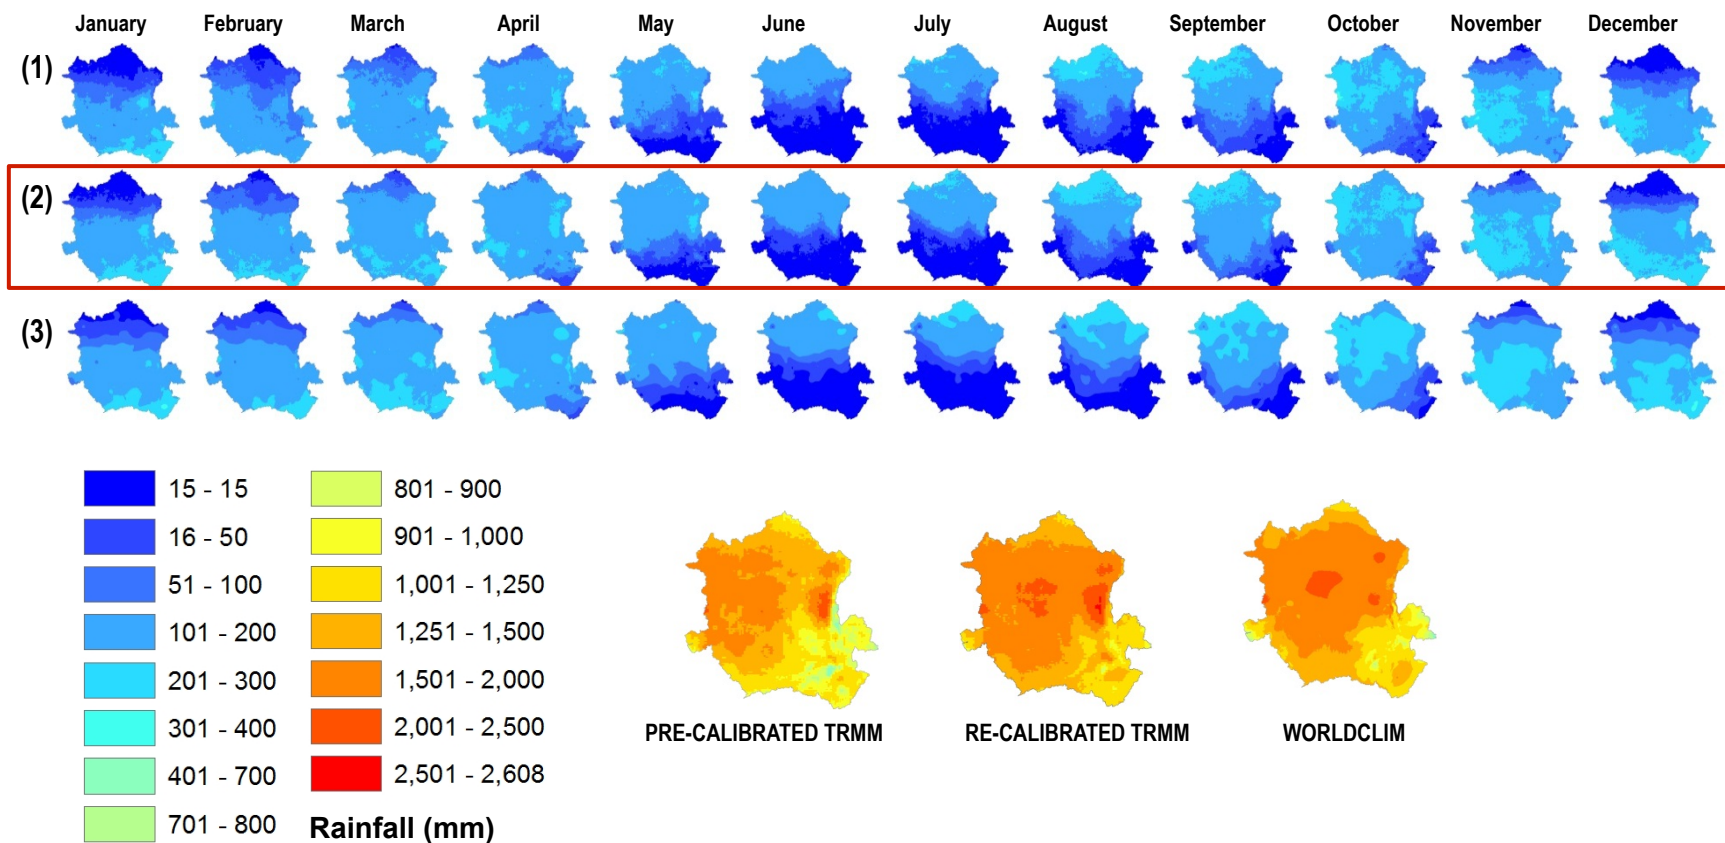 January February March April May June July August September October November December
(1)
(2)
(3)
15 - 15
16 - 50
51 - 100
101 - 200
201 - 300
301 - 400
401 - 700
701 - 800
801 - 900
901 - 1,000
1,001 - 1,250
1,251 - 1,500
1,501 - 2,000
2,001 - 2,500
2,501 - 2,608
Rainfall (mm)
PRE-CALIBRATED TRMM
RE-CALIBRATED TRMM
WORLDCLIM